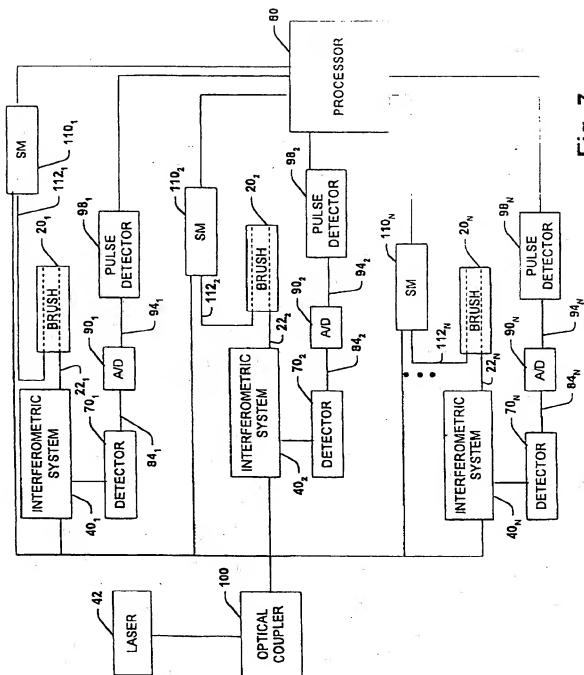 80
PROCESSOR
SM
110₁
112₁
20₁
BRUSH
98₁
PULSE
DETECTOR
22₁
90₁
94₁
A/D
INTERFEROMETRIC
SYSTEM
70₁
84₁
DETECTOR
40₁
110₂
SM
20₂
98₂
BRUSH
PULSE
DETECTOR
112₂
22₂
90₂
94₂
A/D
INTERFEROMETRIC
SYSTEM
70₂
84₂
DETECTOR
40₂
110N
SM
20N
98N
BRUSH
PULSE
DETECTOR
112N
22N
90N
94N
A/D
INTERFEROMETRIC
SYSTEM
70N
84N
DETECTOR
40N
42
LASER
100
OPTICAL
COUPLER